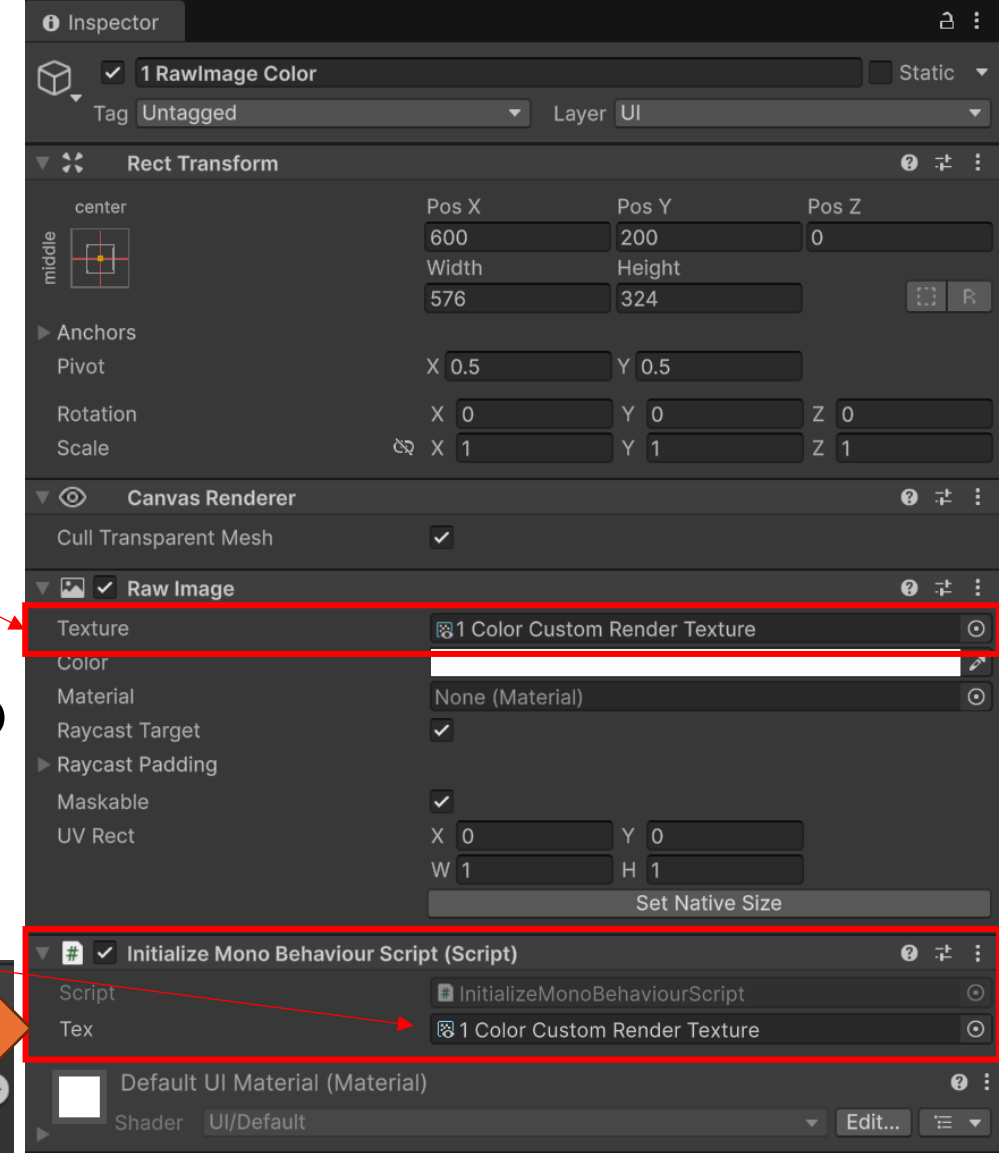 Inspector
1 RawImage Color
Static
Tag Untagged Layer UI
Rect Transform
center
middle
Pos X Pos Y Pos Z
600 200 0
Width Height
576 324
R
Anchors
Pivot X 0.5 Y 0.5
Rotation X 0 Y 0 Z 0
Scale X 1 Y 1 Z 1
Canvas Renderer
Cull Transparent Mesh
Raw Image
Texture 1 Color Custom Render Texture
Color
Material None (Material)
Raycast Target
Raycast Padding
Maskable
UV Rect X 0 Y 0
W 1 H 1
Set Native Size
# Initialize Mono Behaviour Script (Script)
Script # InitializeMonoBehaviourScript
Tex 1 Color Custom Render Texture
Default UI Material (Material)
Shader UI/Default Edit...